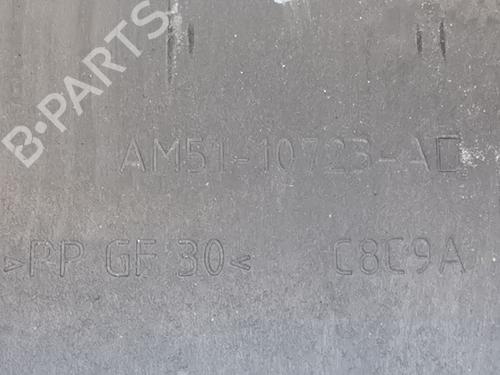 B-PARTS
AM51-10723-AD
>PP GF 30<
C8C9A